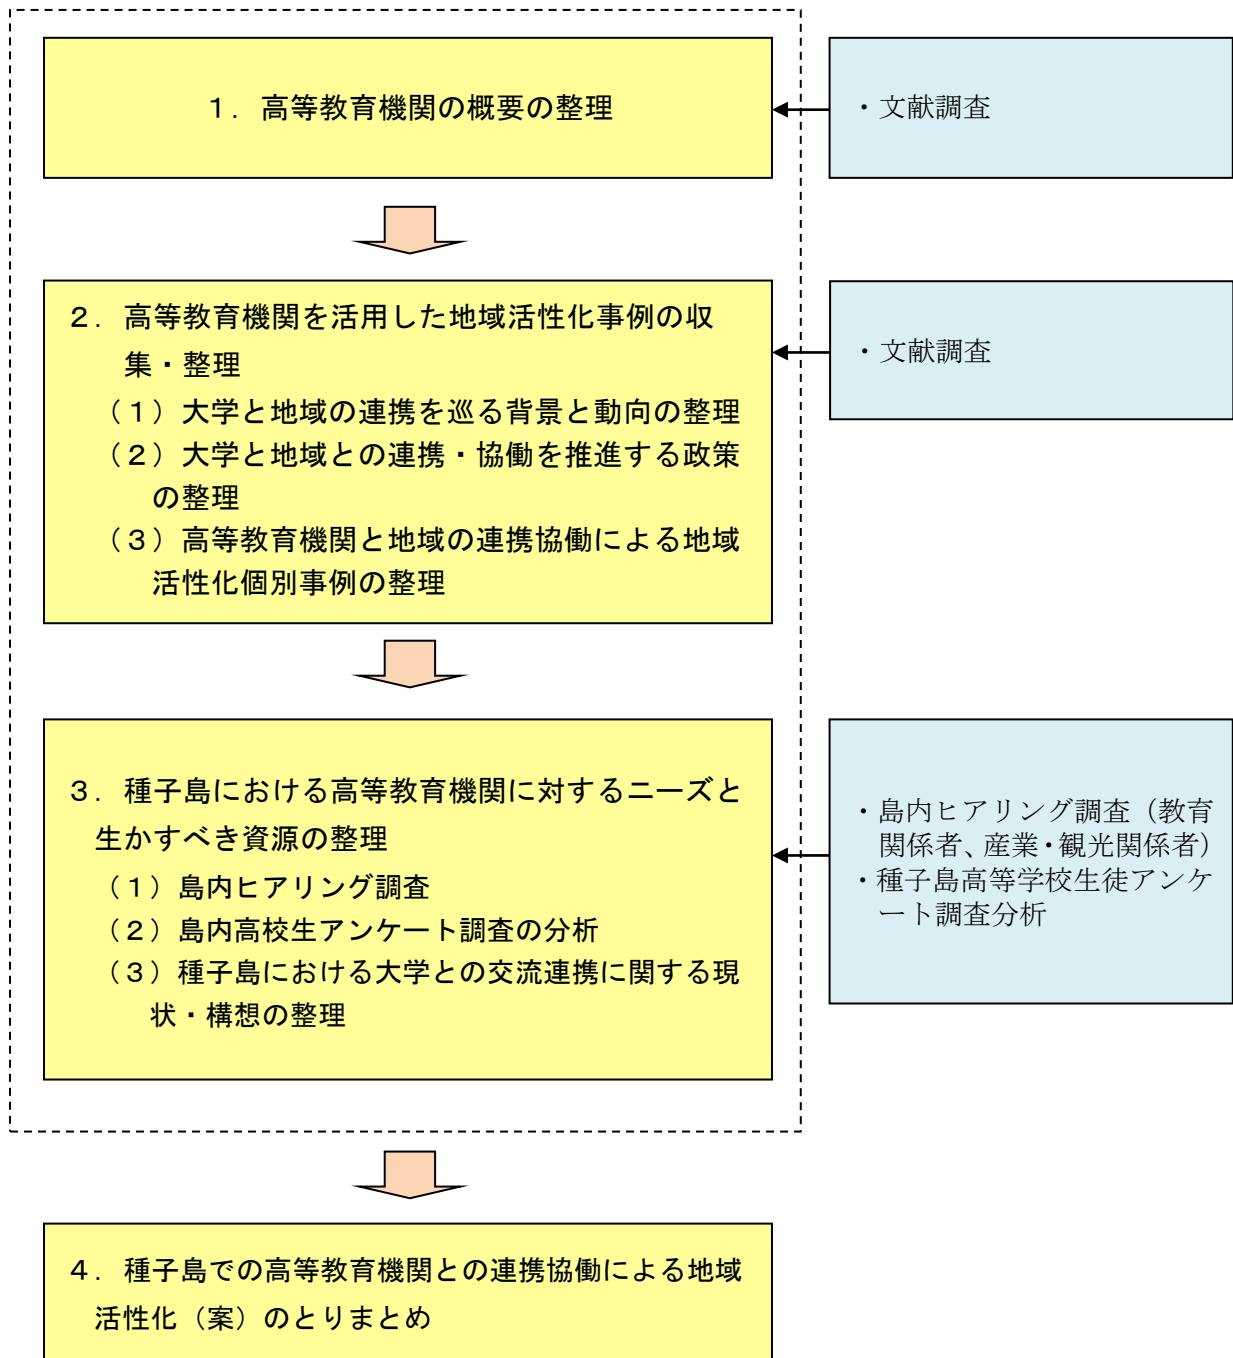 １．高等教育機関の概要の整理
・文献調査
２．高等教育機関を活用した地域活性化事例の収
集・整理
（１）大学と地域の連携を巡る背景と動向の整理
（２）大学と地域との連携・協働を推進する政策
の整理
（３）高等教育機関と地域の連携協働による地域
活性化個別事例の整理
・文献調査
３．種子島における高等教育機関に対するニーズと
生かすべき資源の整理
（１）島内ヒアリング調査
（２）島内高校生アンケート調査の分析
（３）種子島における大学との交流連携に関する現
状・構想の整理
・島内ヒアリング調査（教育
関係者、産業・観光関係者）
・種子島高等学校生徒アンケ
ート調査分析
４．種子島での高等教育機関との連携協働による地域
活性化（案）のとりまとめ